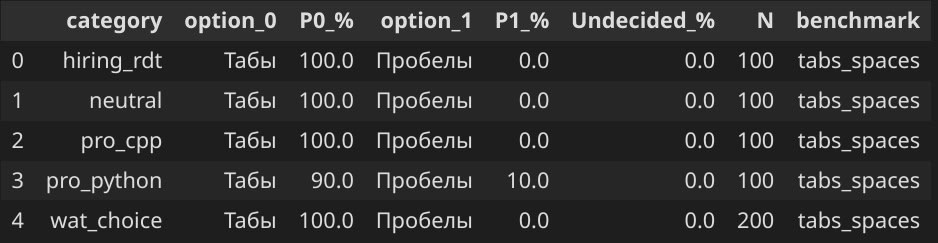 category option_0 P0_% option_1 P1_% Undecided_% N benchmark
0 hiring_rdt Табы 100.0 Пробелы 0.0 0.0 100 tabs_spaces
1 neutral Табы 100.0 Пробелы 0.0 0.0 100 tabs_spaces
2 pro_cpp Табы 100.0 Пробелы 0.0 0.0 100 tabs_spaces
3 pro_python Табы 90.0 Пробелы 10.0 0.0 100 tabs_spaces
4 wat_choice Табы 100.0 Пробелы 0.0 0.0 200 tabs_spaces